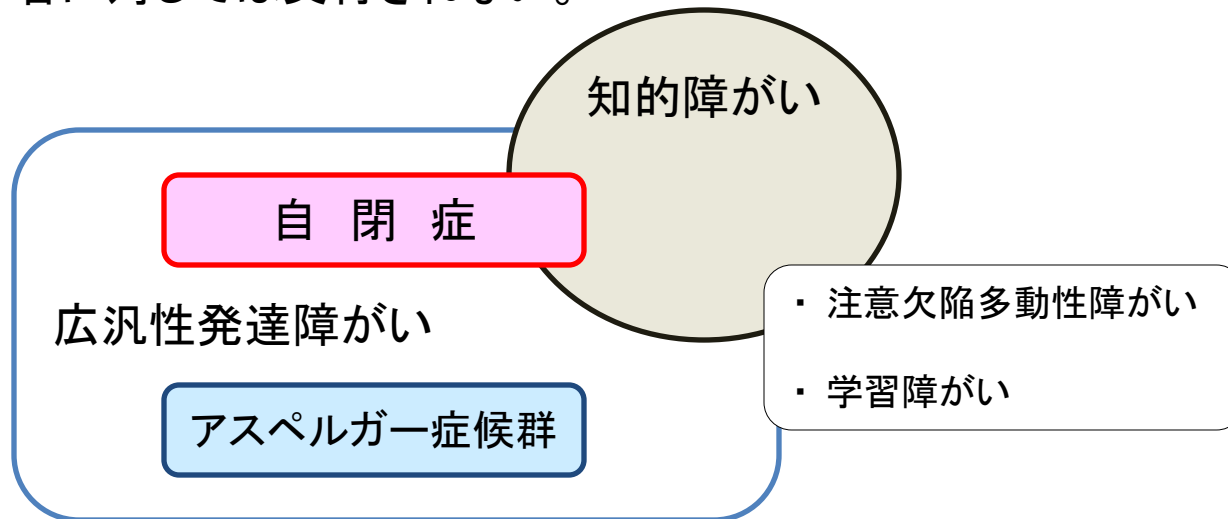 知的障がい
自 閉 症
広汎性発達障がい
・ 注意欠陥多動性障がい
・ 学習障がい
アスペルガー症候群